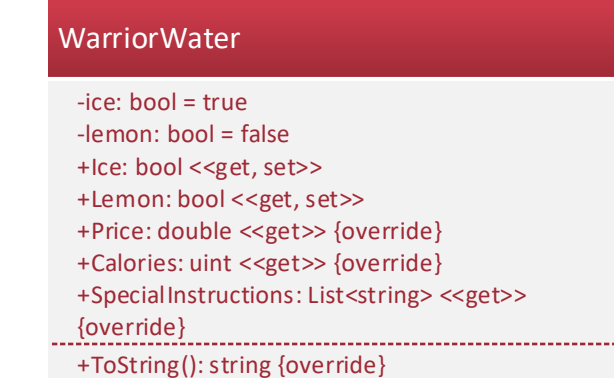 WarriorWater
-ice: bool = true
-lemon: bool = false
+Ice: bool <<get, set>>
+Lemon: bool <<get, set>>
+Price: double <<get>> {override}
+Calories: uint <<get>> {override}
+SpecialInstructions: List<string> <<get>>
{override}
+ToString(): string {override}